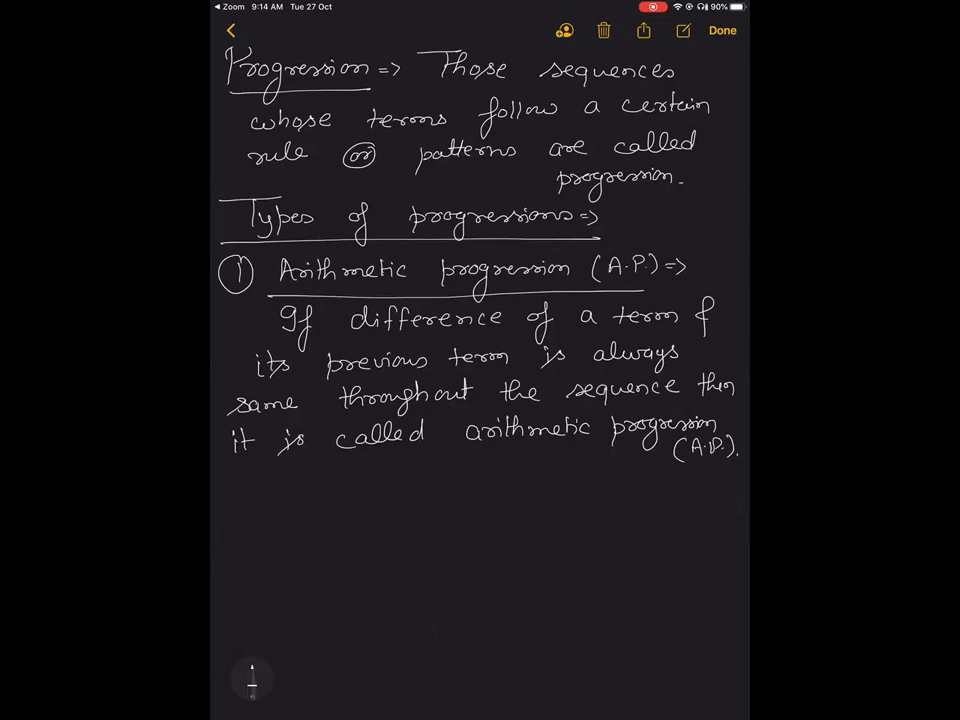 Zoom 9:14 AM Tue 27 Oct 90%
Done
Progression => Those sequences
whose terms follow a certain
rule or patterns are called
progression.
Types of progressions =>
1 Arithmetic progression (A.P.) =>
If difference of a term &
its previous term is always
same throughout the sequence then
it is called arithmetic progression
(A.P.).